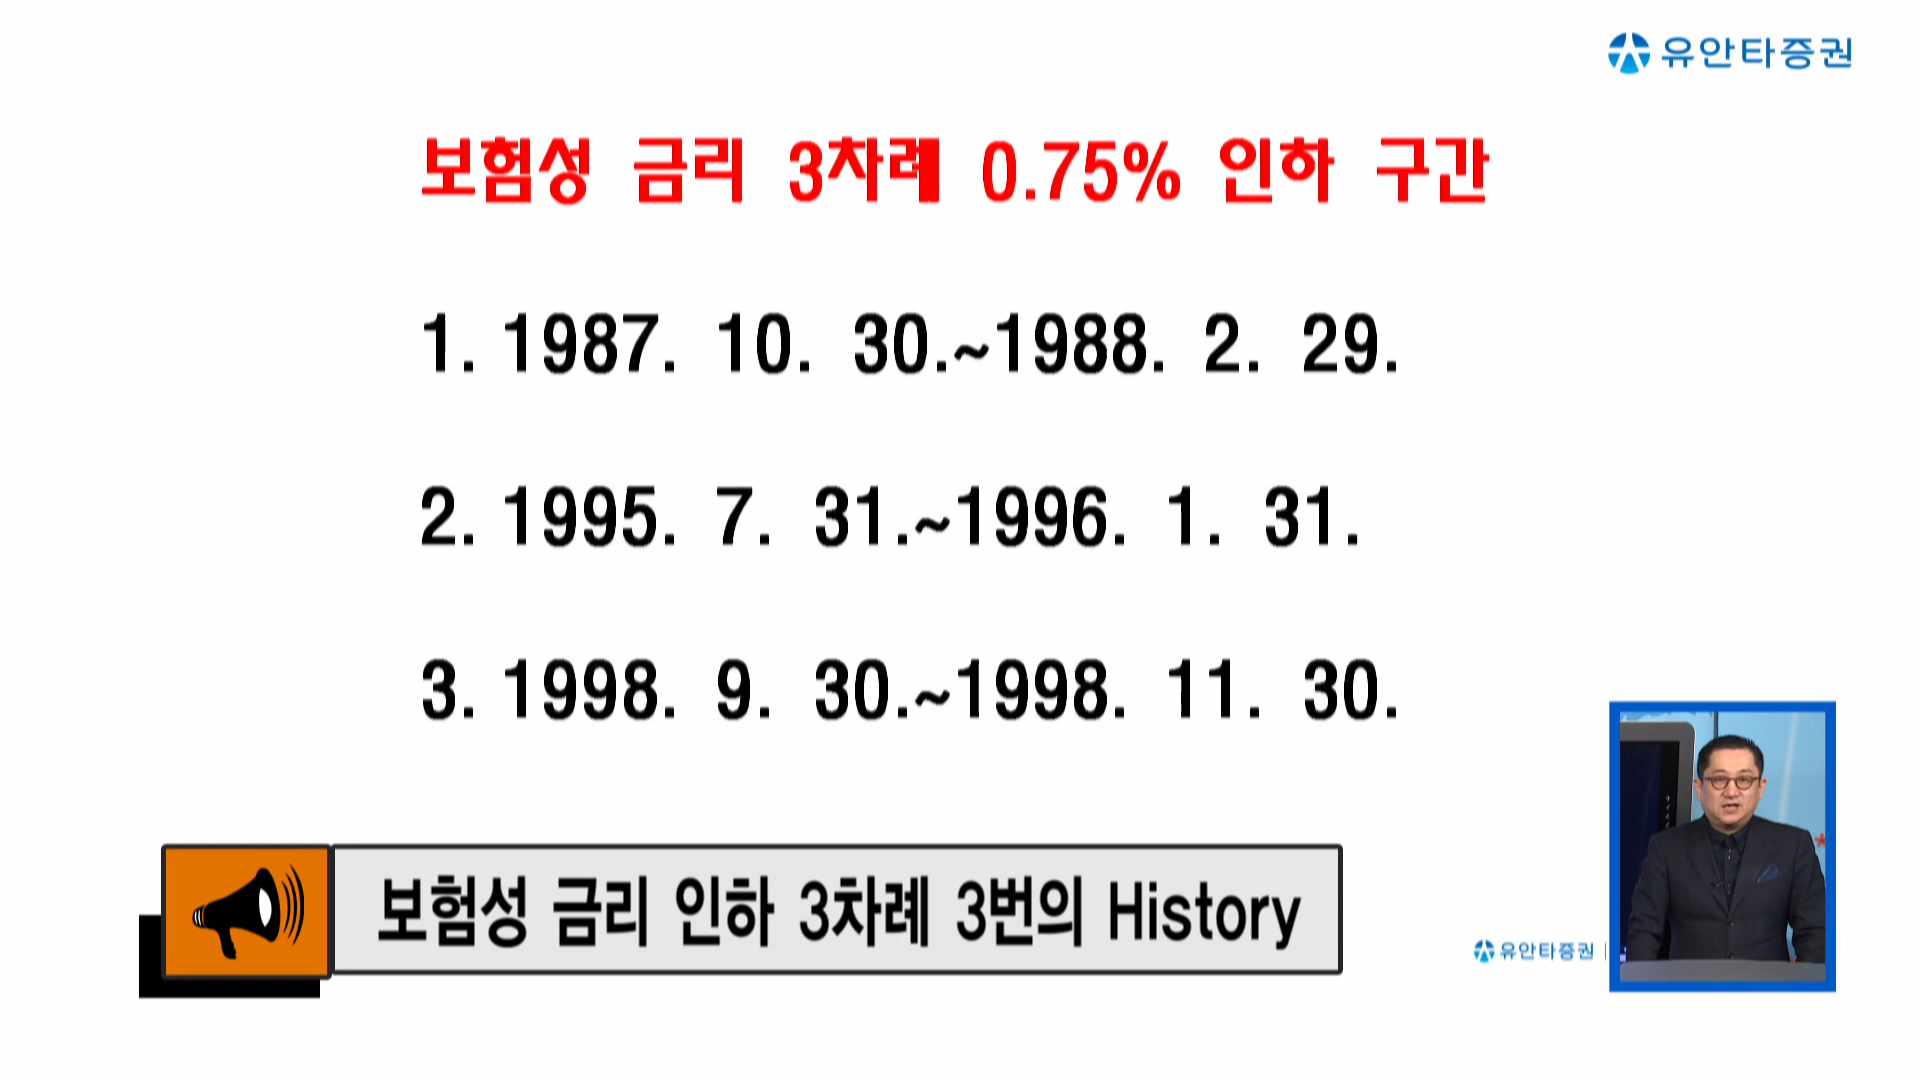 유안타증권
보험성 금리 3차례 0.75% 인하 구간
1. 1987. 10. 30.~1988. 2. 29.
2. 1995. 7. 31.~1996. 1. 31.
3. 1998. 9. 30.~1998. 11. 30.
보험성 금리 인하 3차례 3번의 History
유안타증권